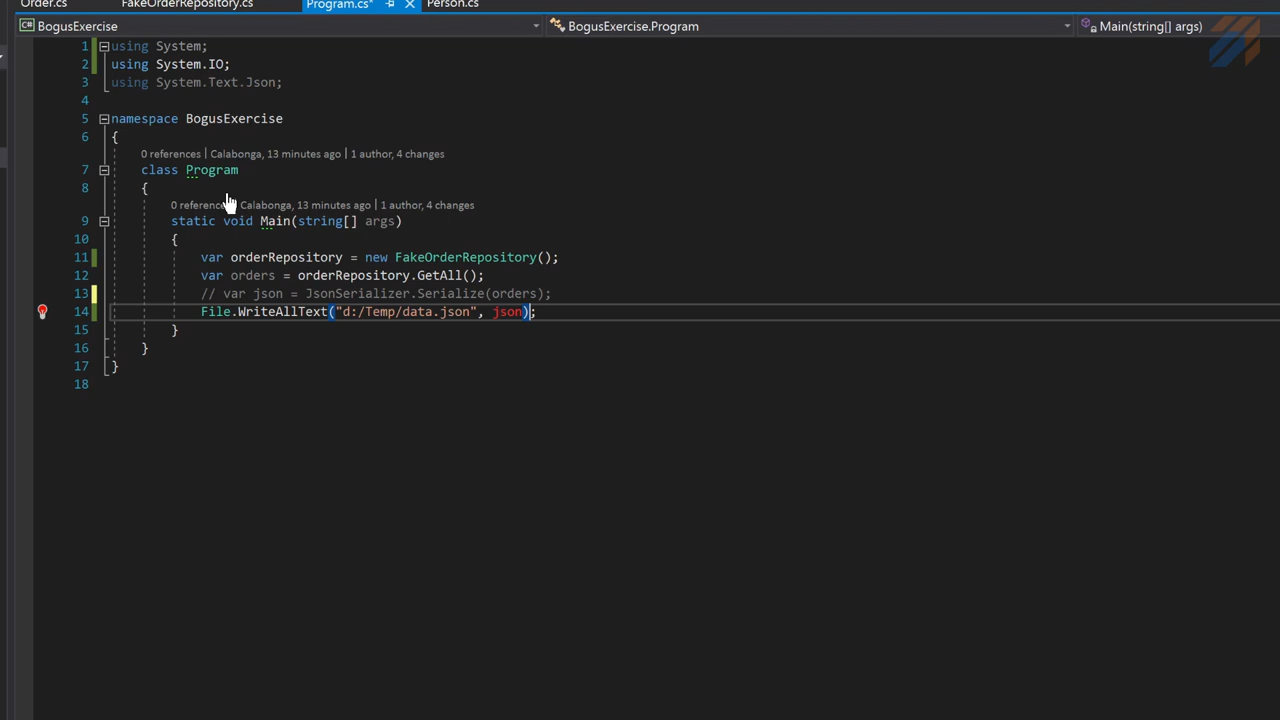 Order.cs FakeOrderRepository.cs Program.cs* Person.cs
BogusExercise BogusExercise.Program Main(string[] args)
1 using System;
2 using System.IO;
3 using System.Text.Json;
4
5 namespace BogusExercise
6 {
0 references | Calabonga, 13 minutes ago | 1 author, 4 changes
7 class Program
8 {
0 reference Calabonga, 13 minutes ago | 1 author, 4 changes
9 static void Main(string[] args)
10 {
11 var orderRepository = new FakeOrderRepository();
12 var orders = orderRepository.GetAll();
13 // var json = JsonSerializer.Serialize(orders);
14 File.WriteAllText("d:/Temp/data.json", json);
15 }
16 }
17 }
18